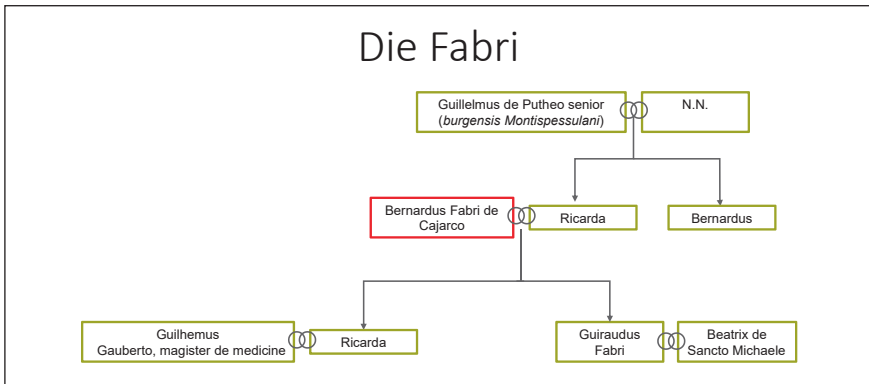 Die Fabri
Guillelmus de Putheo senior
(burgensis Montispessulani)
N.N.
Bernardus Fabri de
Cajarco
Ricarda
Bernardus
Guilhemus
Gauberto, magister de medicine
Ricarda
Guiraudus
Fabri
Beatrix de
Sancto Michaele